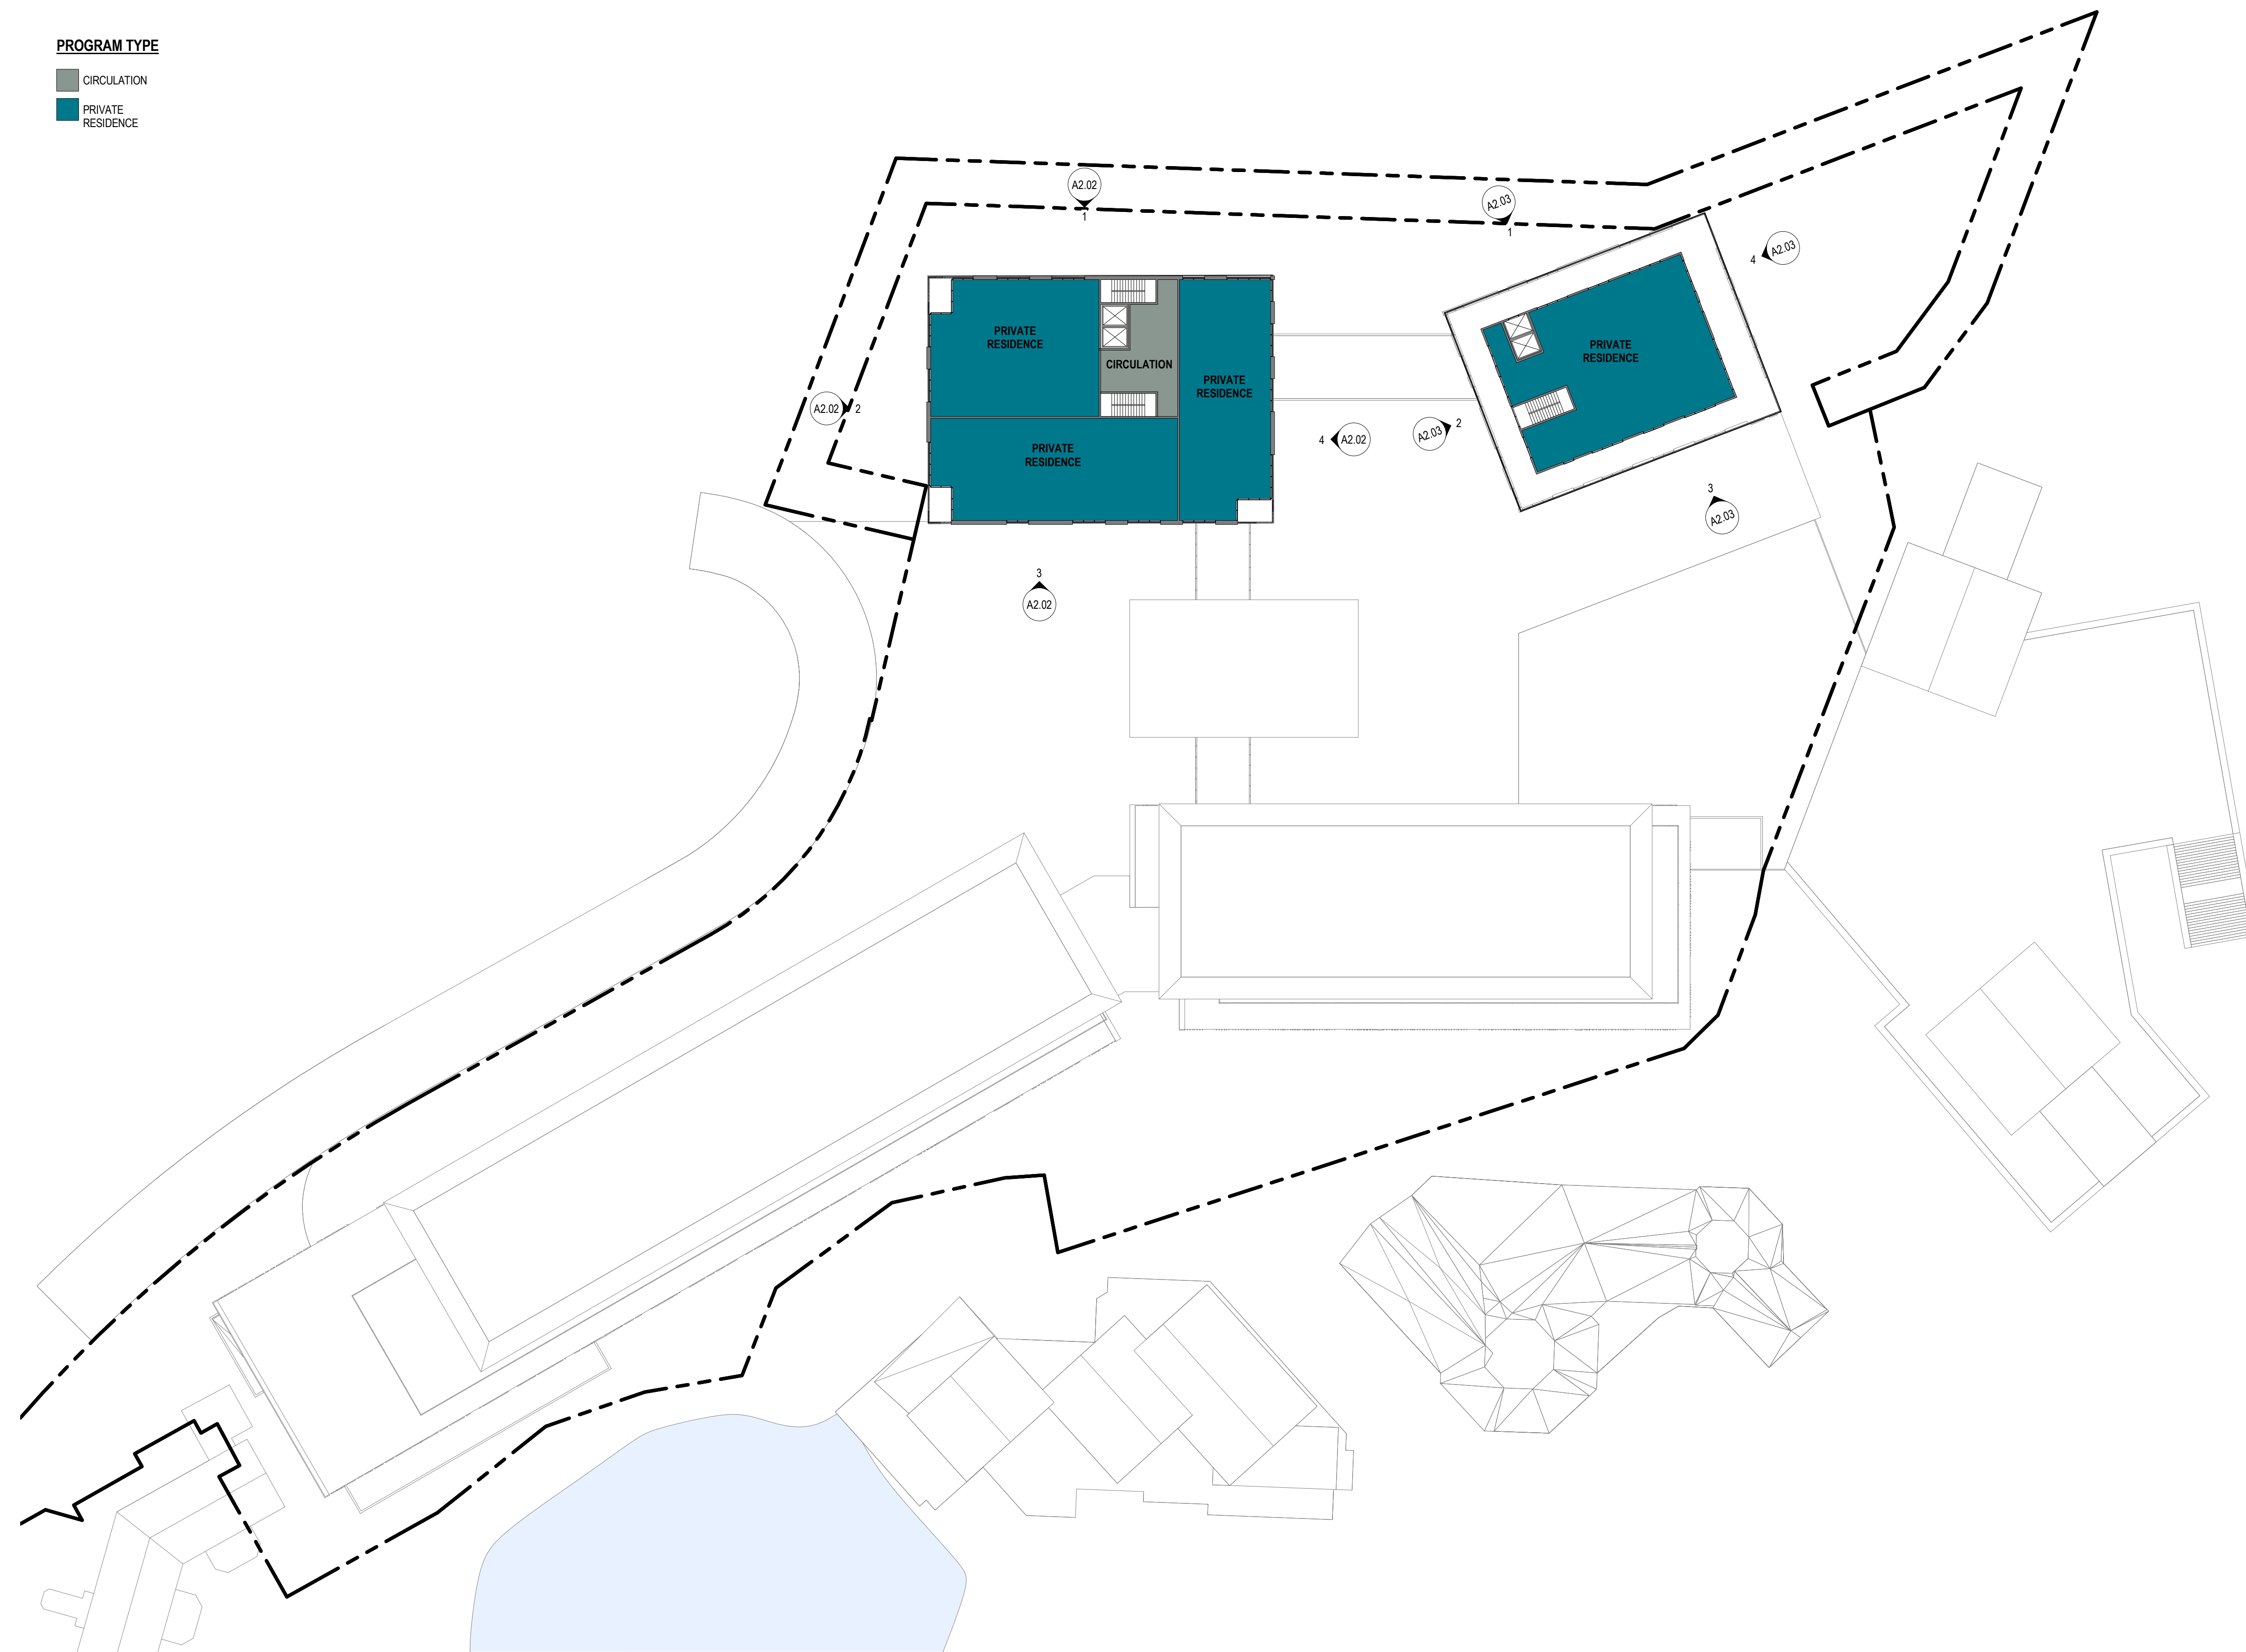 PROGRAM TYPE
CIRCULATION
PRIVATE
RESIDENCE
A2.02
1
A2.03
1
A2.03
4
PRIVATE
RESIDENCE
CIRCULATION
PRIVATE
RESIDENCE
PRIVATE
RESIDENCE
A2.02
2
PRIVATE
RESIDENCE
4
A2.02
A2.03
2
3
A2.03
3
A2.02